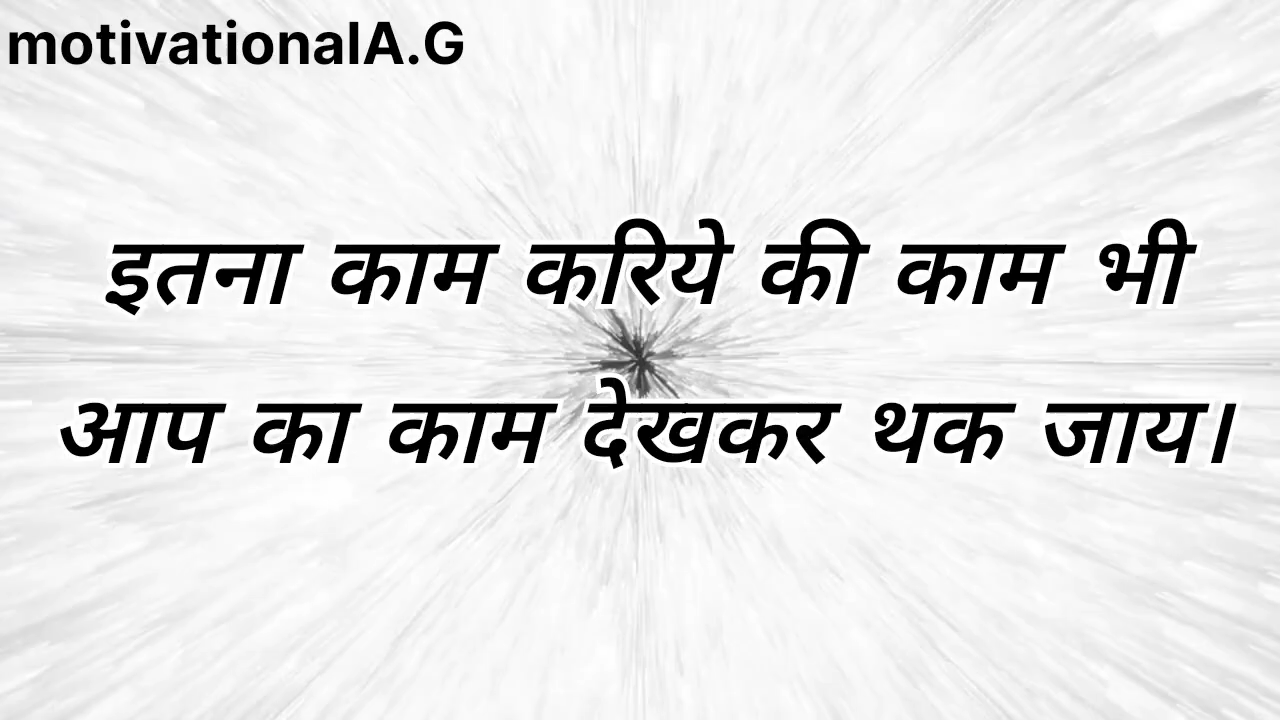 motivationalA.G
इतना काम करिये की काम भी
आप का काम देखकर थक जाय।